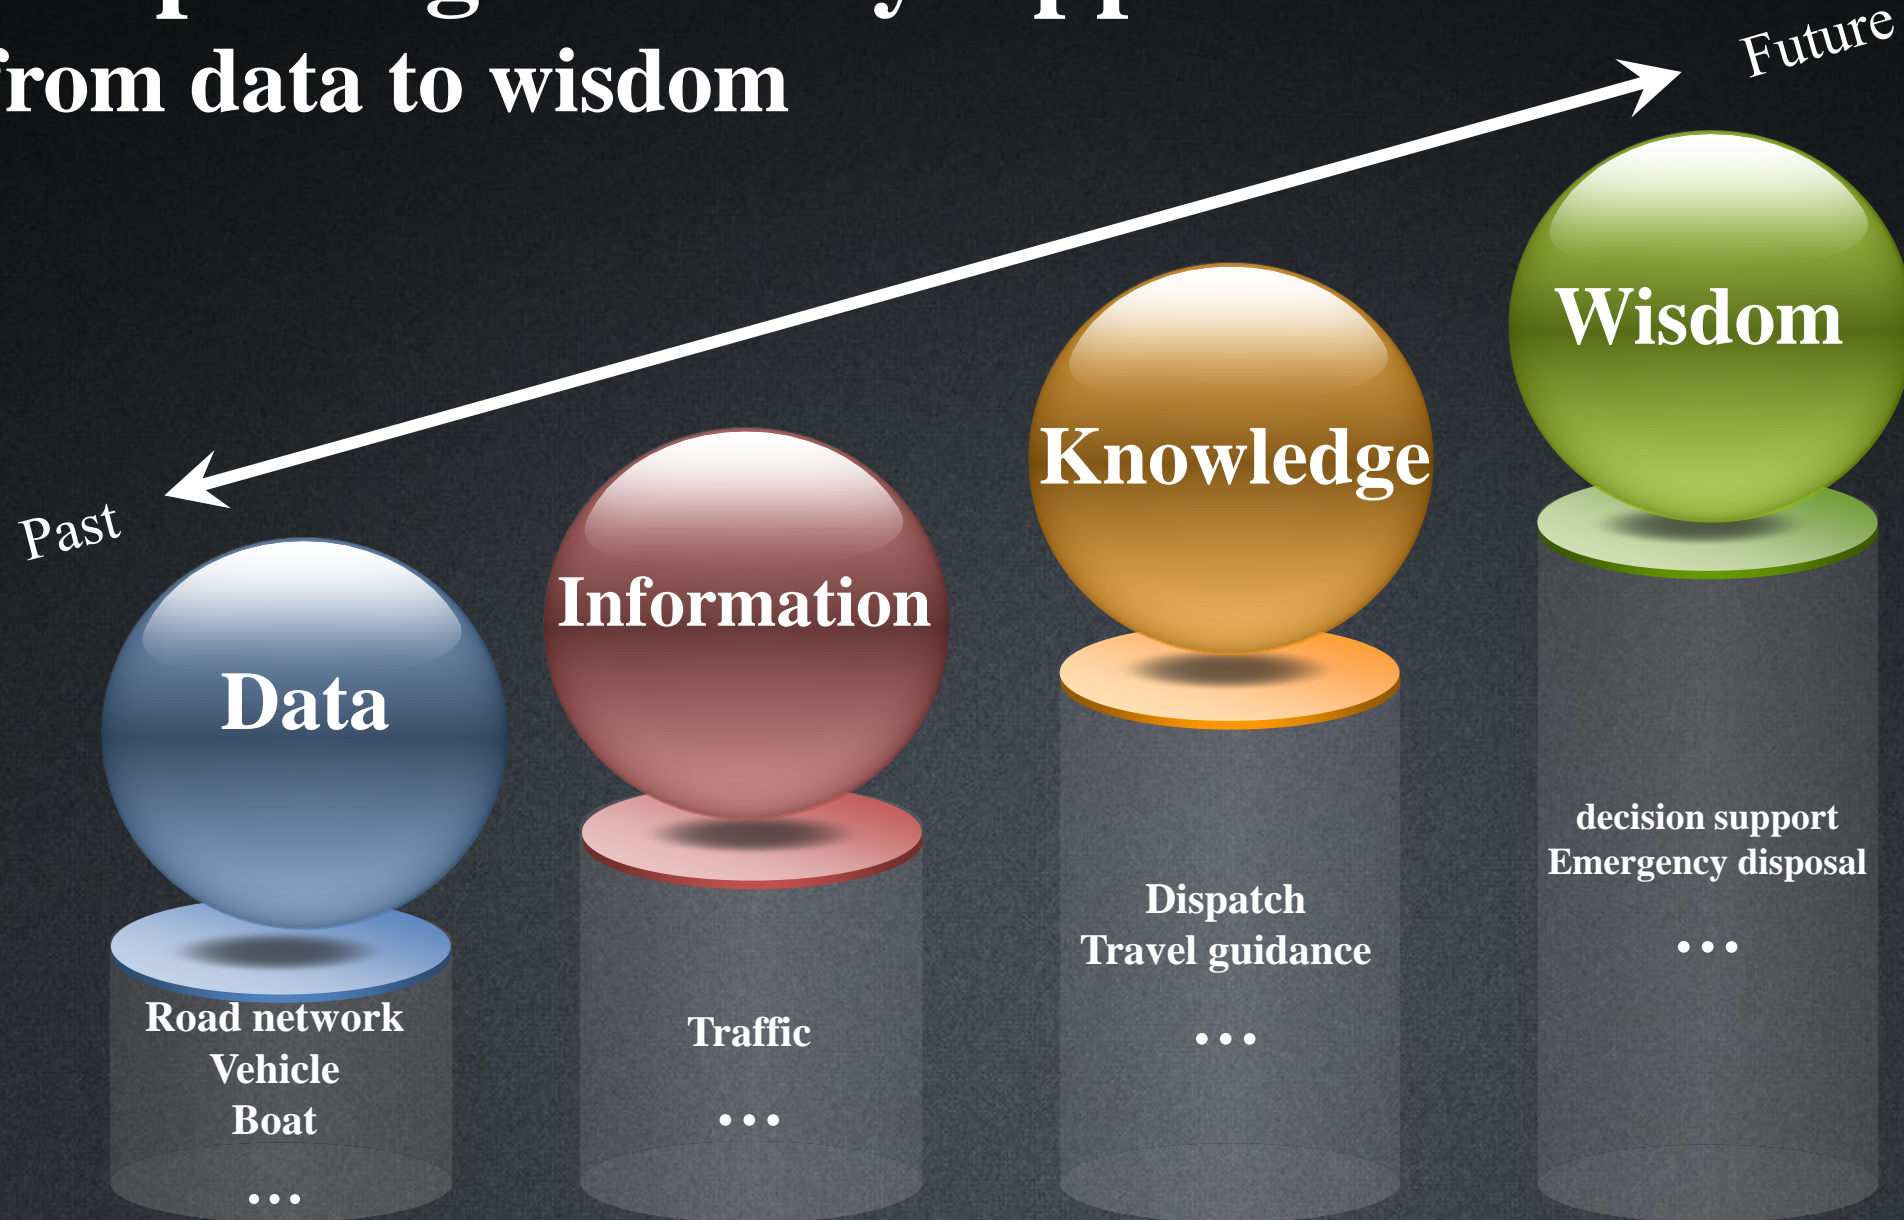 from data to wisdom
Future
Past
Data
Information
Knowledge
Wisdom
Road network
Vehicle
Boat
...
Traffic
...
Dispatch
Travel guidance
...
decision support
Emergency disposal
...